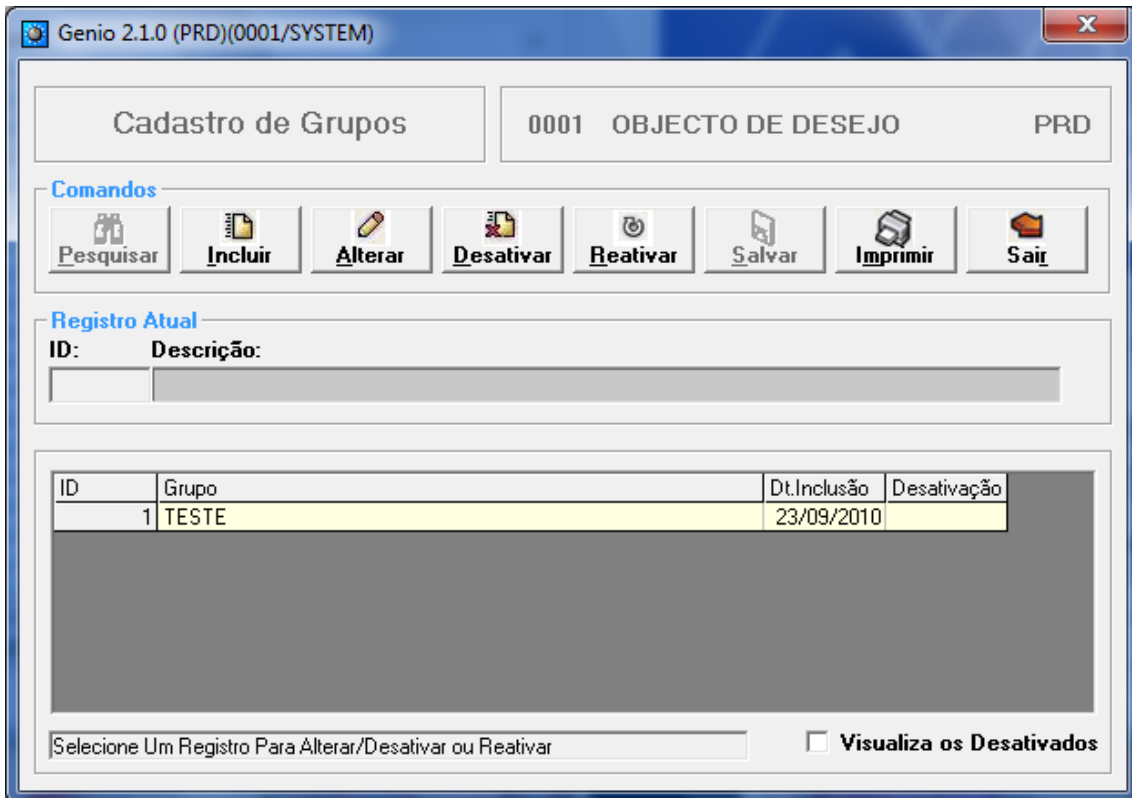 Genio 2.1.0 (PRD)(0001/SYSTEM)
Cadastro de Grupos
0001 OBJECTO DE DESEJO PRD
Comandos
Pesquisar Incluir Alterar Desativar Reativar Salvar Imprimir Sair
Registro Atual
ID: Descrição:
ID Grupo Dt.Inclusão Desativação
1 TESTE 23/09/2010
Selecione Um Registro Para Alterar/Desativar ou Reativar
Visualiza os Desativados